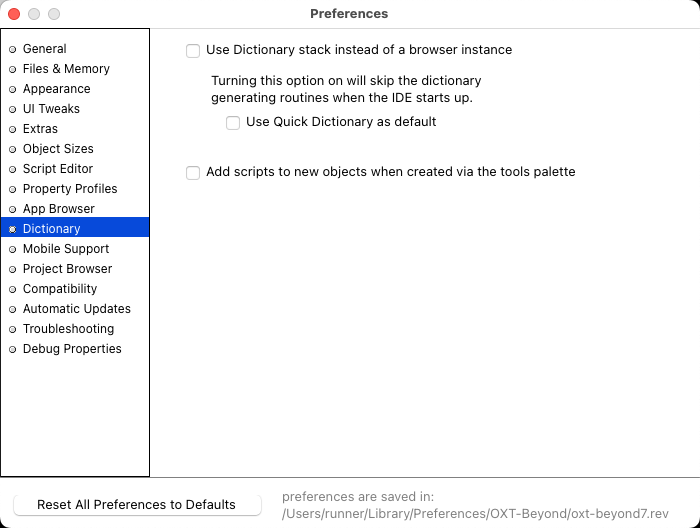 Preferences
General
Files & Memory
Appearance
UI Tweaks
Extras
Object Sizes
Script Editor
Property Profiles
App Browser
Dictionary
Mobile Support
Project Browser
Compatibility
Automatic Updates
Troubleshooting
Debug Properties
Use Dictionary stack instead of a browser instance
Turning this option on will skip the dictionary
generating routines when the IDE starts up.
Use Quick Dictionary as default
Add scripts to new objects when created via the tools palette
Reset All Preferences to Defaults
preferences are saved in:
/Users/runner/Library/Preferences/OXT-Beyond/oxt-beyond7.rev